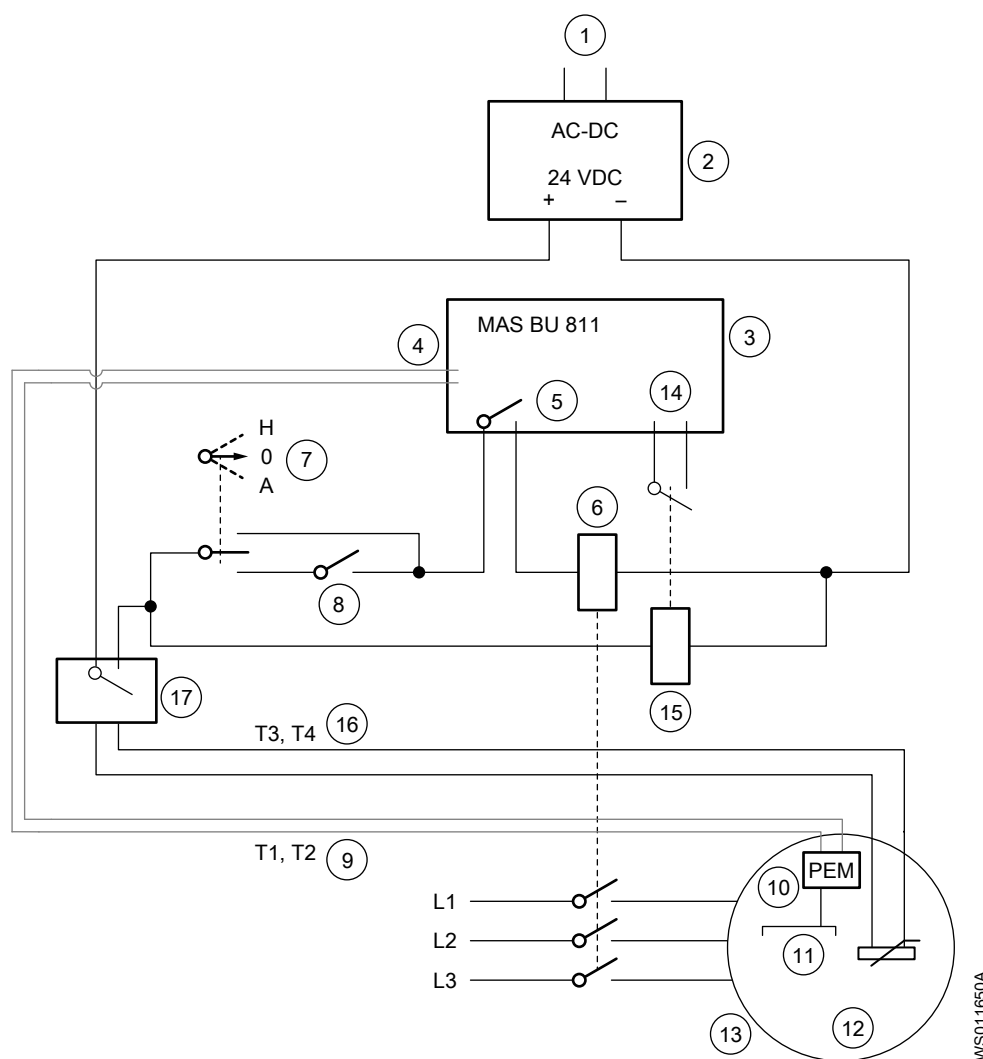 1
AC-DC
2
24 VDC
+ –
MAS BU 811
3
4
5
14
H
0
7
A
6
8
17
15
T3, T4 16
T1, T2 9
PEM
10
L1
L2
11
L3
12
13
WS011650A